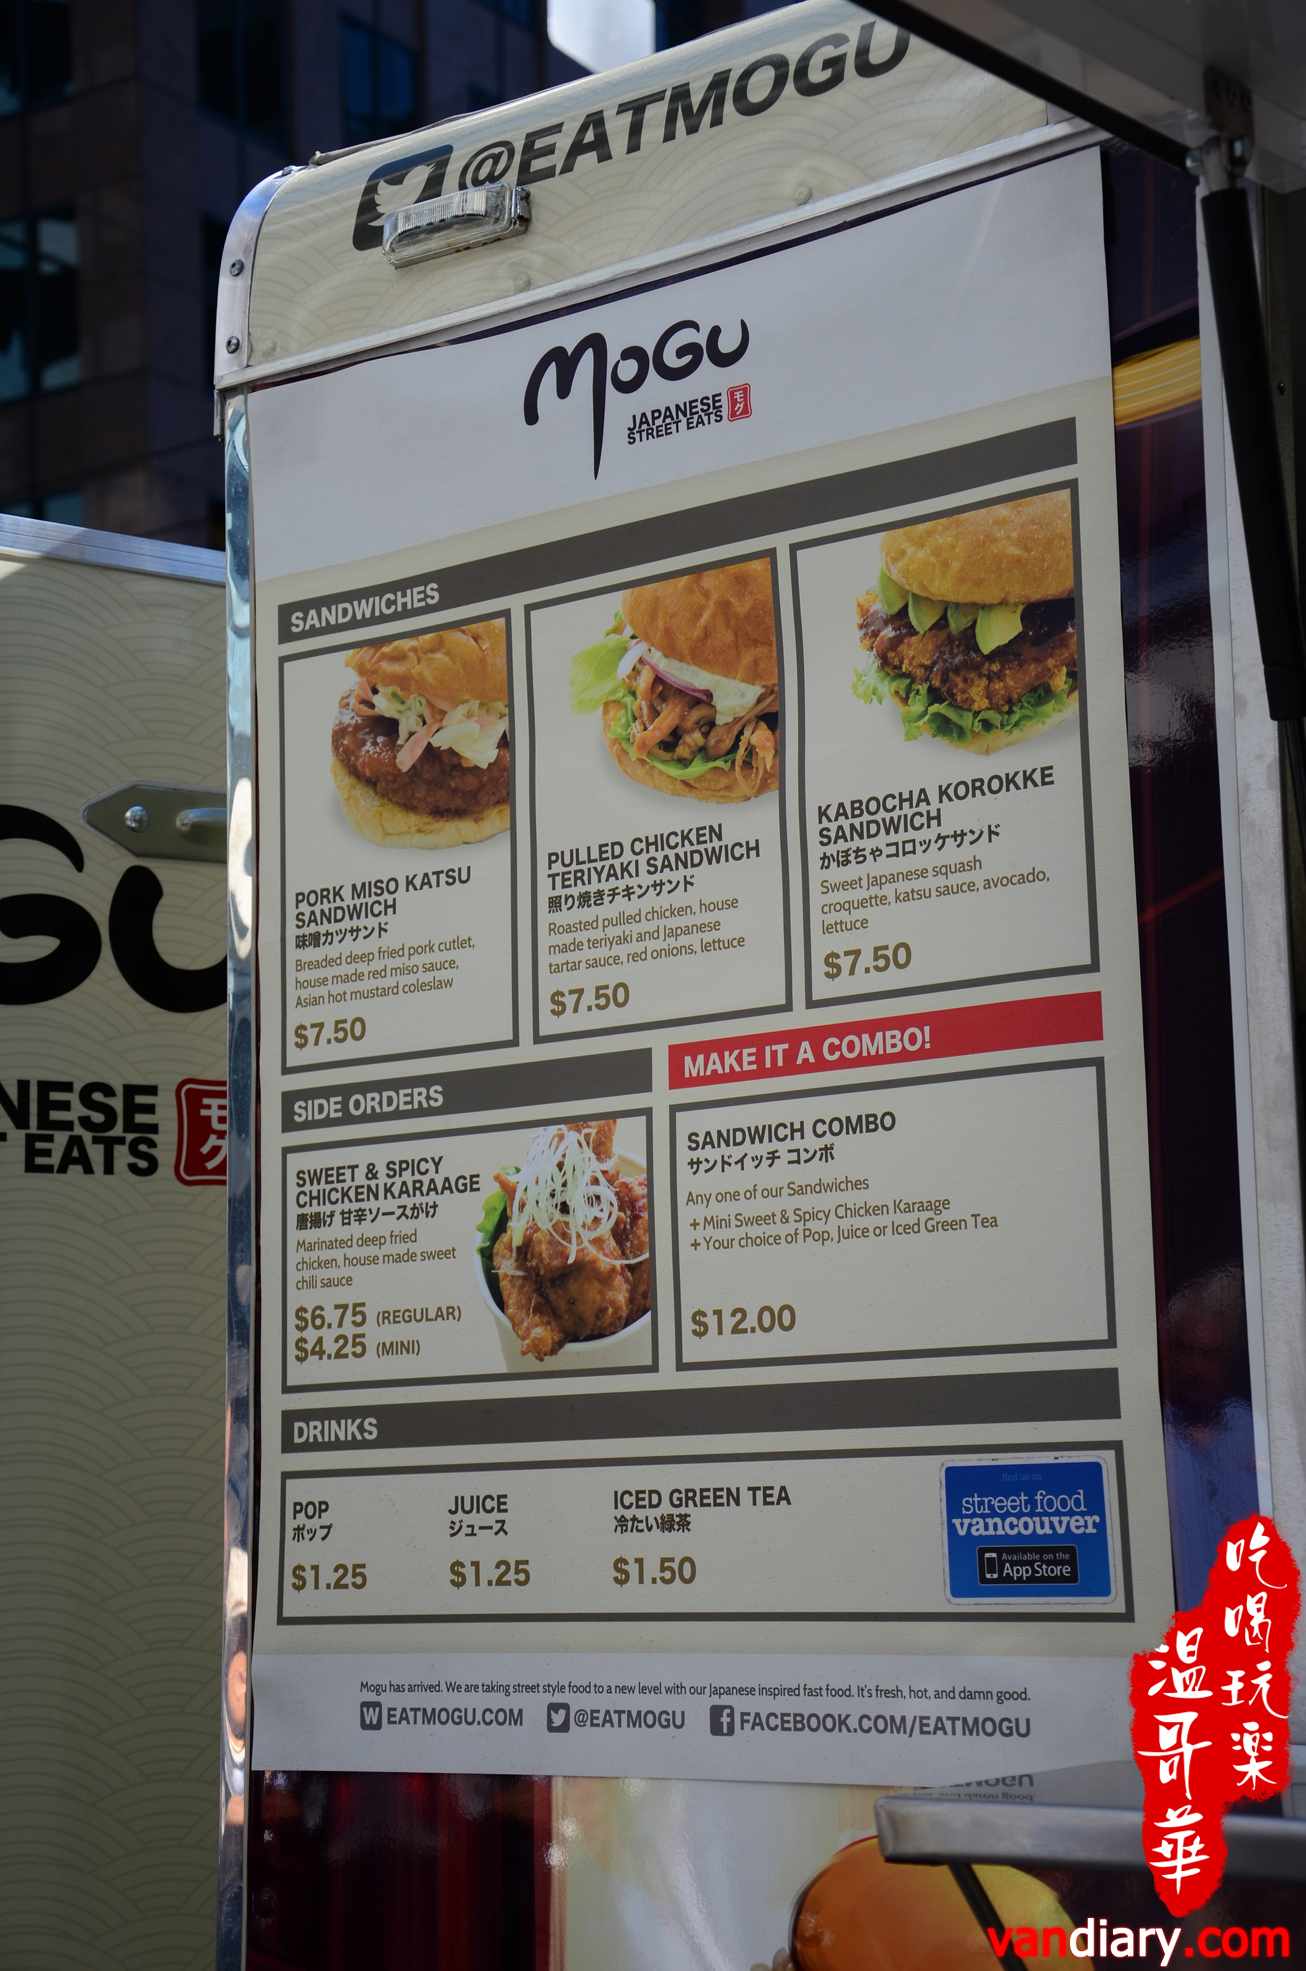 @EATMOGU
MOGU
JAPANESE
STREET EATS
モグ
SANDWICHES
PORK MISO KATSU
SANDWICH
味噌カツサンド
Breaded deep fried pork cutlet,
house made red miso sauce,
Asian hot mustard coleslaw
$7.50
PULLED CHICKEN
TERIYAKI SANDWICH
照り焼きチキンサンド
Roasted pulled chicken, house
made teriyaki and Japanese
tartar sauce, red onions, lettuce
$7.50
KABOCHA KOROKKE
SANDWICH
かぼちゃコロッケサンド
Sweet Japanese squash
croquette, katsu sauce, avocado,
lettuce
$7.50
SIDE ORDERS
SWEET & SPICY
CHICKEN KARAAGE
唐揚げ 甘辛ソースがけ
Marinated deep fried
chicken, house made sweet
chili sauce
$6.75 (REGULAR)
$4.25 (MINI)
MAKE IT A COMBO!
SANDWICH COMBO
サンドイッチ コンボ
Any one of our Sandwiches
+ Mini Sweet & Spicy Chicken Karaage
+ Your choice of Pop, Juice or Iced Green Tea
$12.00
DRINKS
POP
ポップ
$1.25
JUICE
ジュース
$1.25
ICED GREEN TEA
冷たい緑茶
$1.50
find us on
street food
vancouver
Available on the
App Store
Mogu has arrived. We are taking street style food to a new level with our Japanese inspired fast food. It's fresh, hot, and damn good.
W EATMOGU.COM @EATMOGU f FACEBOOK.COM/EATMOGU
GU
NESE
T EATS
モグ
吃喝玩楽
温哥華
vandiary.com